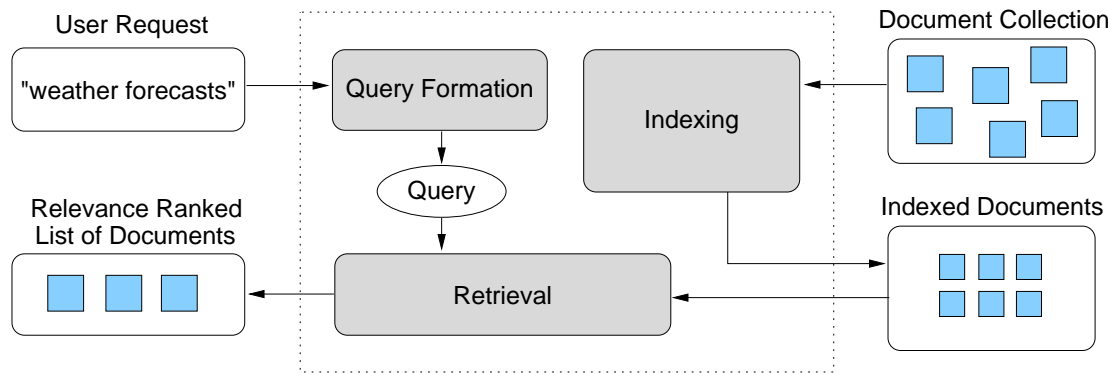 User Request
"weather forecasts"
Query Formation
Query
Indexing
Document Collection
Relevance Ranked
List of Documents
Retrieval
Indexed Documents